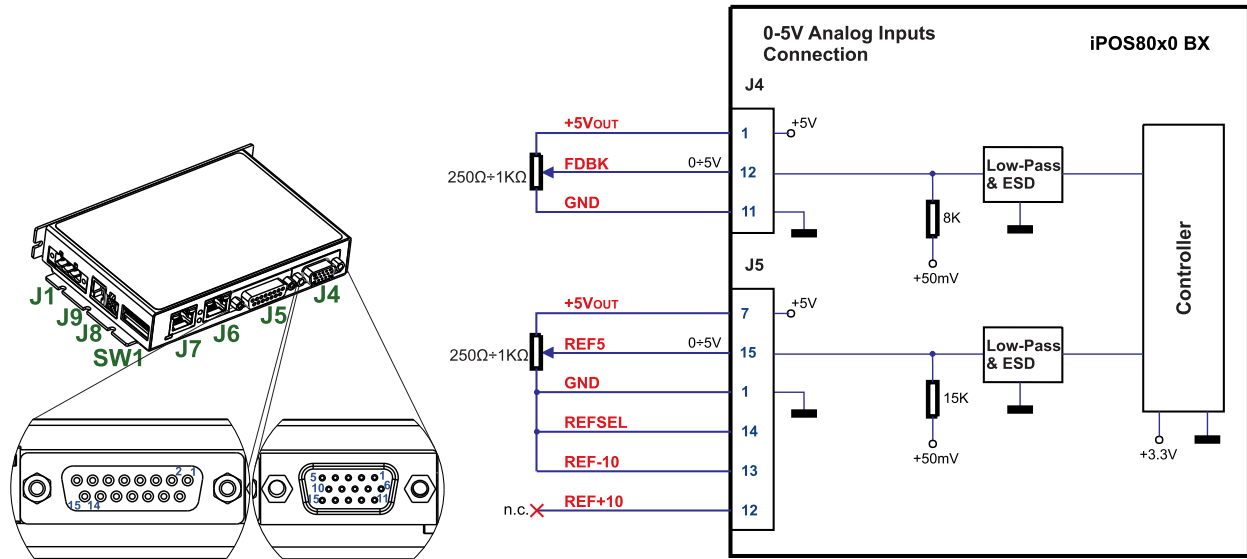 0-5V Analog Inputs
Connection
iPOS80x0 BX
J4
+5VOUT
1
+5V
FDBK
0÷5V
12
250Ω÷1KΩ
GND
11
Low-Pass
& ESD
8K
+50mV
Controller
J5
+5VOUT
7
+5V
REF5
0÷5V
15
250Ω÷1KΩ
GND
1
REFSEL
14
REF-10
13
n.c.
REF+10
12
Low-Pass
& ESD
15K
+50mV
+3.3V
J1
J9
J8
SW1
J7
J6
J5
J4
2 1
15 14
5 1
10 6
15 11